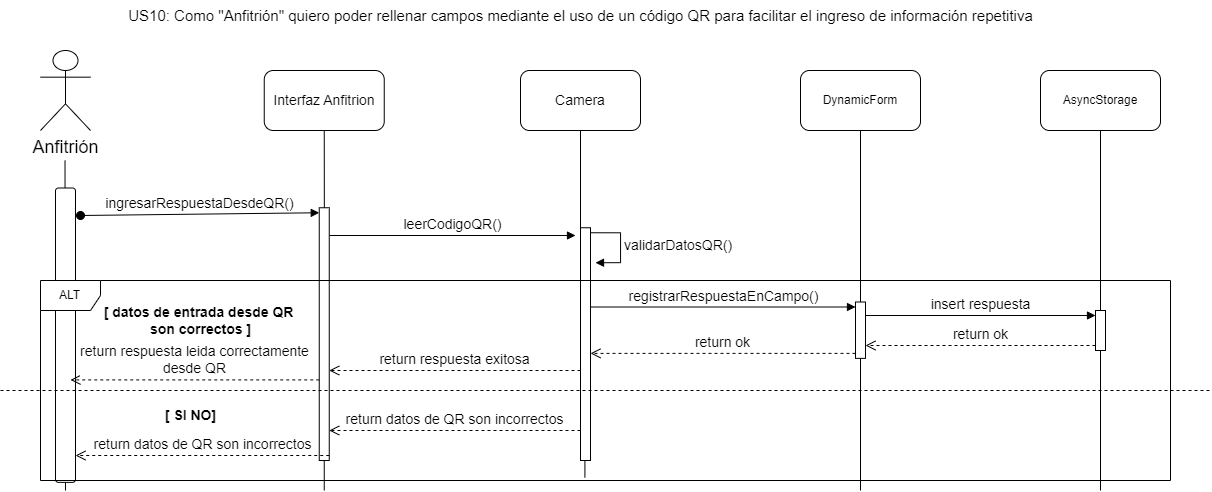 US10: Como "Anfitrión" quiero poder rellenar campos mediante el uso de un código QR para facilitar el ingreso de información repetitiva
Anfitrión
Interfaz Anfitrion
Camera
DynamicForm
AsyncStorage
ingresarRespuestaDesdeQR()
leerCodigoQR()
validarDatosQR()
ALT
[ datos de entrada desde QR
son correctos ]
registrarRespuestaEnCampo()
insert respuesta
return ok
return ok
return respuesta exitosa
return respuesta leida correctamente
desde QR
[ SI NO]
return datos de QR son incorrectos
return datos de QR son incorrectos